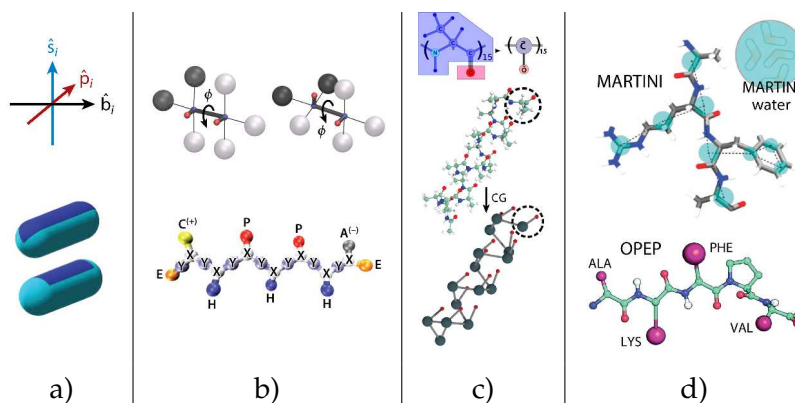 ŝᵢ
p̂ᵢ
b̂ᵢ
a)
ϕ
ϕ
C(+)
P
P
A(−)
E
X
Y
Y
X
Y
Y
X
Y
Y
X
E
X
X
X
H
H
H
b)
N
C
C
15
ζ
15
O
O
CG
c)
MARTINI
MARTINI
water
OPEP
PHE
ALA
LYS
VAL
d)